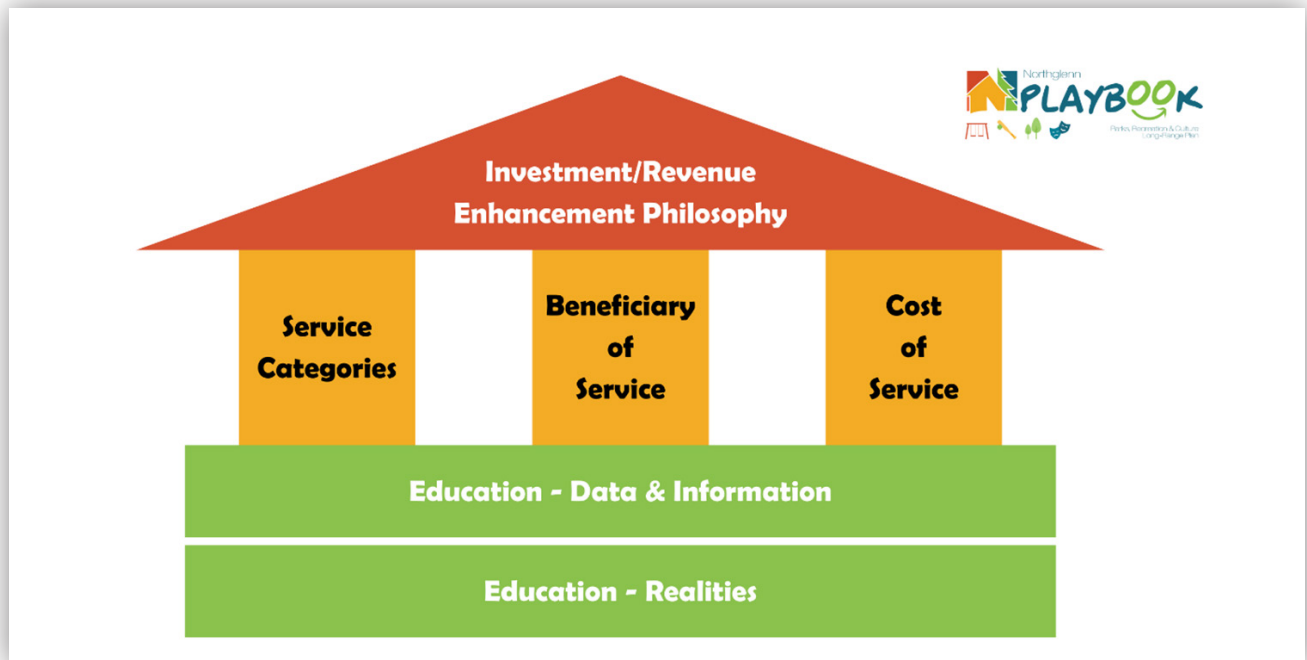 Northglenn
PLAYBOOK
Parks, Recreation & Culture
Long-Range Plan
Investment/Revenue
Enhancement Philosophy
Service
Categories
Beneficiary
of
Service
Cost
of
Service
Education - Data & Information
Education - Realities